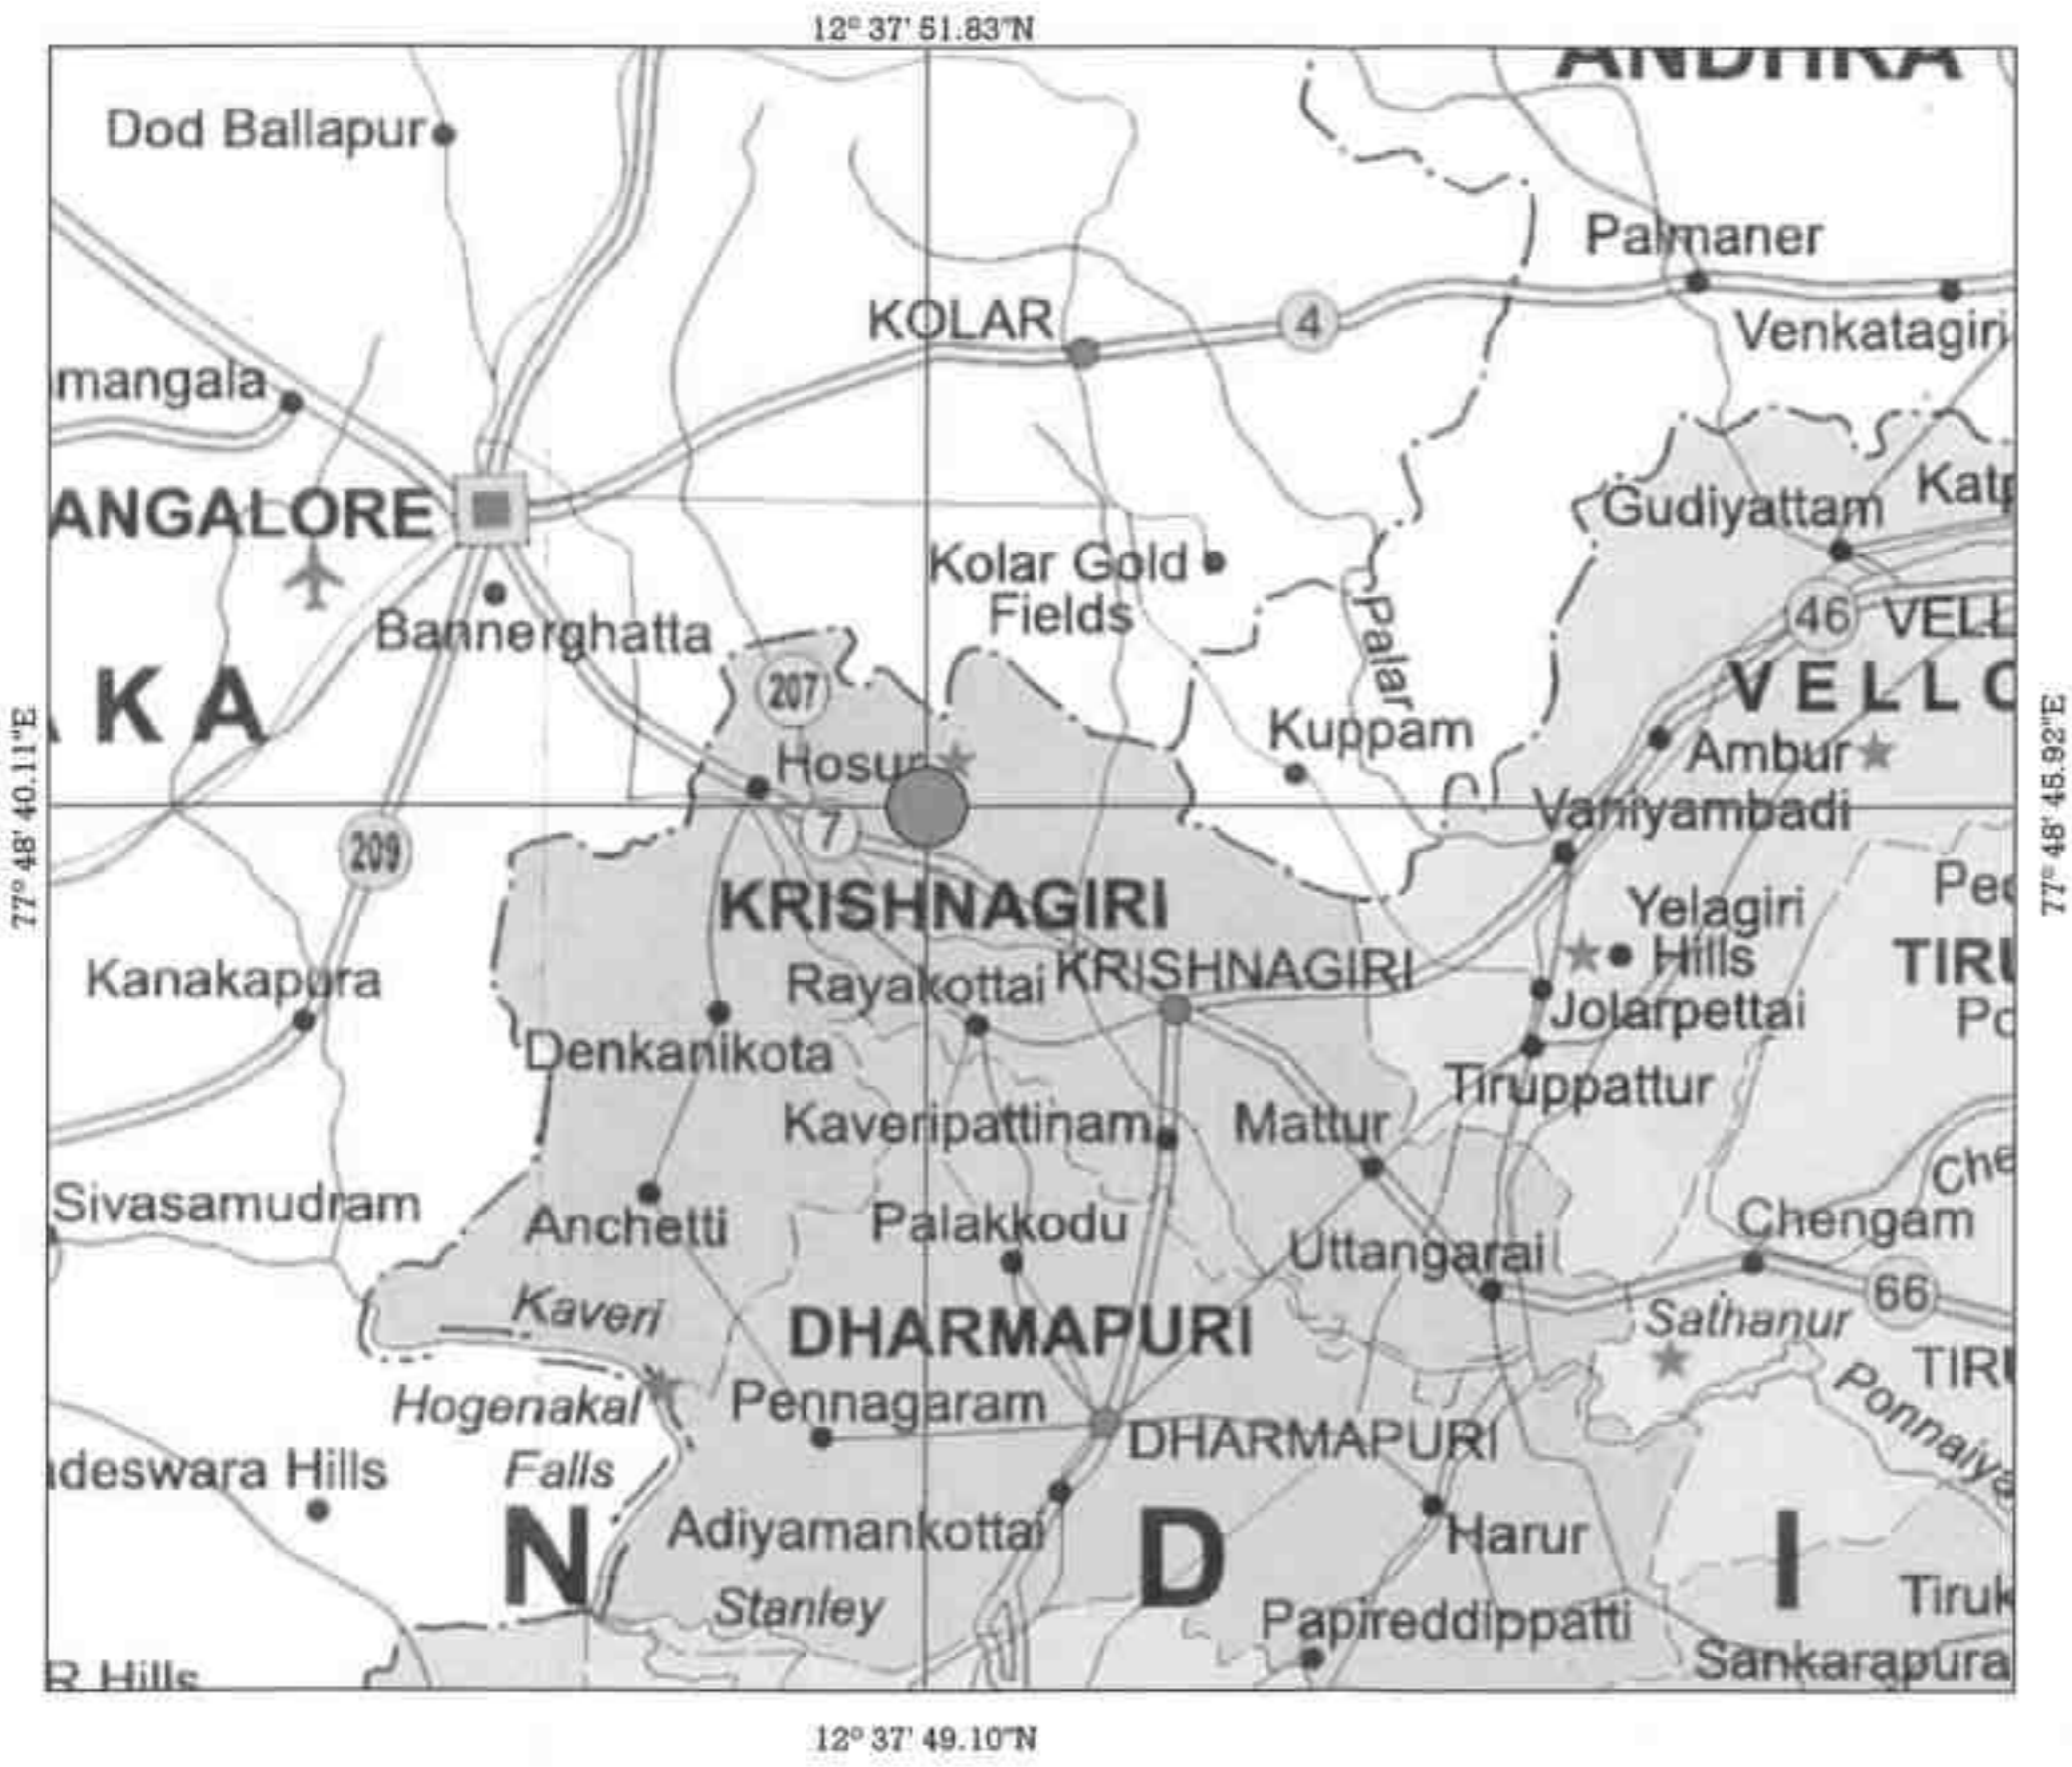 12° 37' 51.83"N
ANDHRA
Dod Ballapur
Palmaner
KOLAR
4
Venkatagiri
mangala
ANGALORE
Gudiyattam
Katp
Kolar Gold
Fields
Bannerghatta
Palar
46
VELL
KA
207
VELLO
Kuppam
Hosur
Ambur
77° 48' 40.11"E
77° 48' 45.92"E
Vaniyambadi
7
209
KRISHNAGIRI
Yelagiri
Hills
Ped
TIRU
Kanakapura
Rayakottai
KRISHNAGIRI
Jolarpettai
Po
Denkanikota
Tiruppattur
Kaveripattinam
Mattur
Che
Sivasamudram
Anchetti
Palakkodu
Uttangarai
Chengam
66
Kaveri
DHARMAPURI
Sathanur
TIRU
Hogenakal
Falls
Pennagaram
Ponnaiya
DHARMAPURI
deswara Hills
N
D
I
Adiyamankottai
Harur
Stanley
Papireddippatti
Tiruk
Sankarapura
R Hills
12° 37' 49.10"N